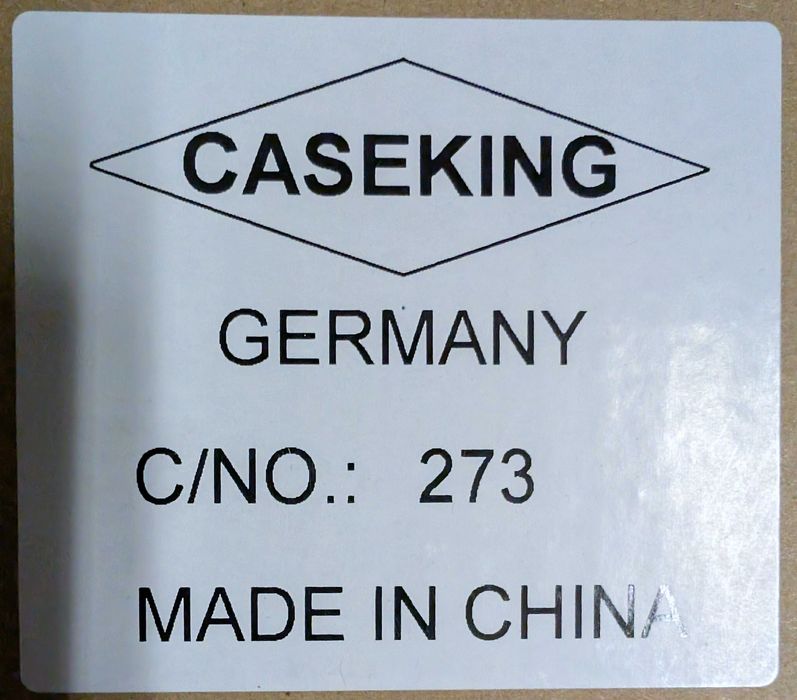 CASEKING
GERMANY
C/NO.: 273
MADE IN CHINA